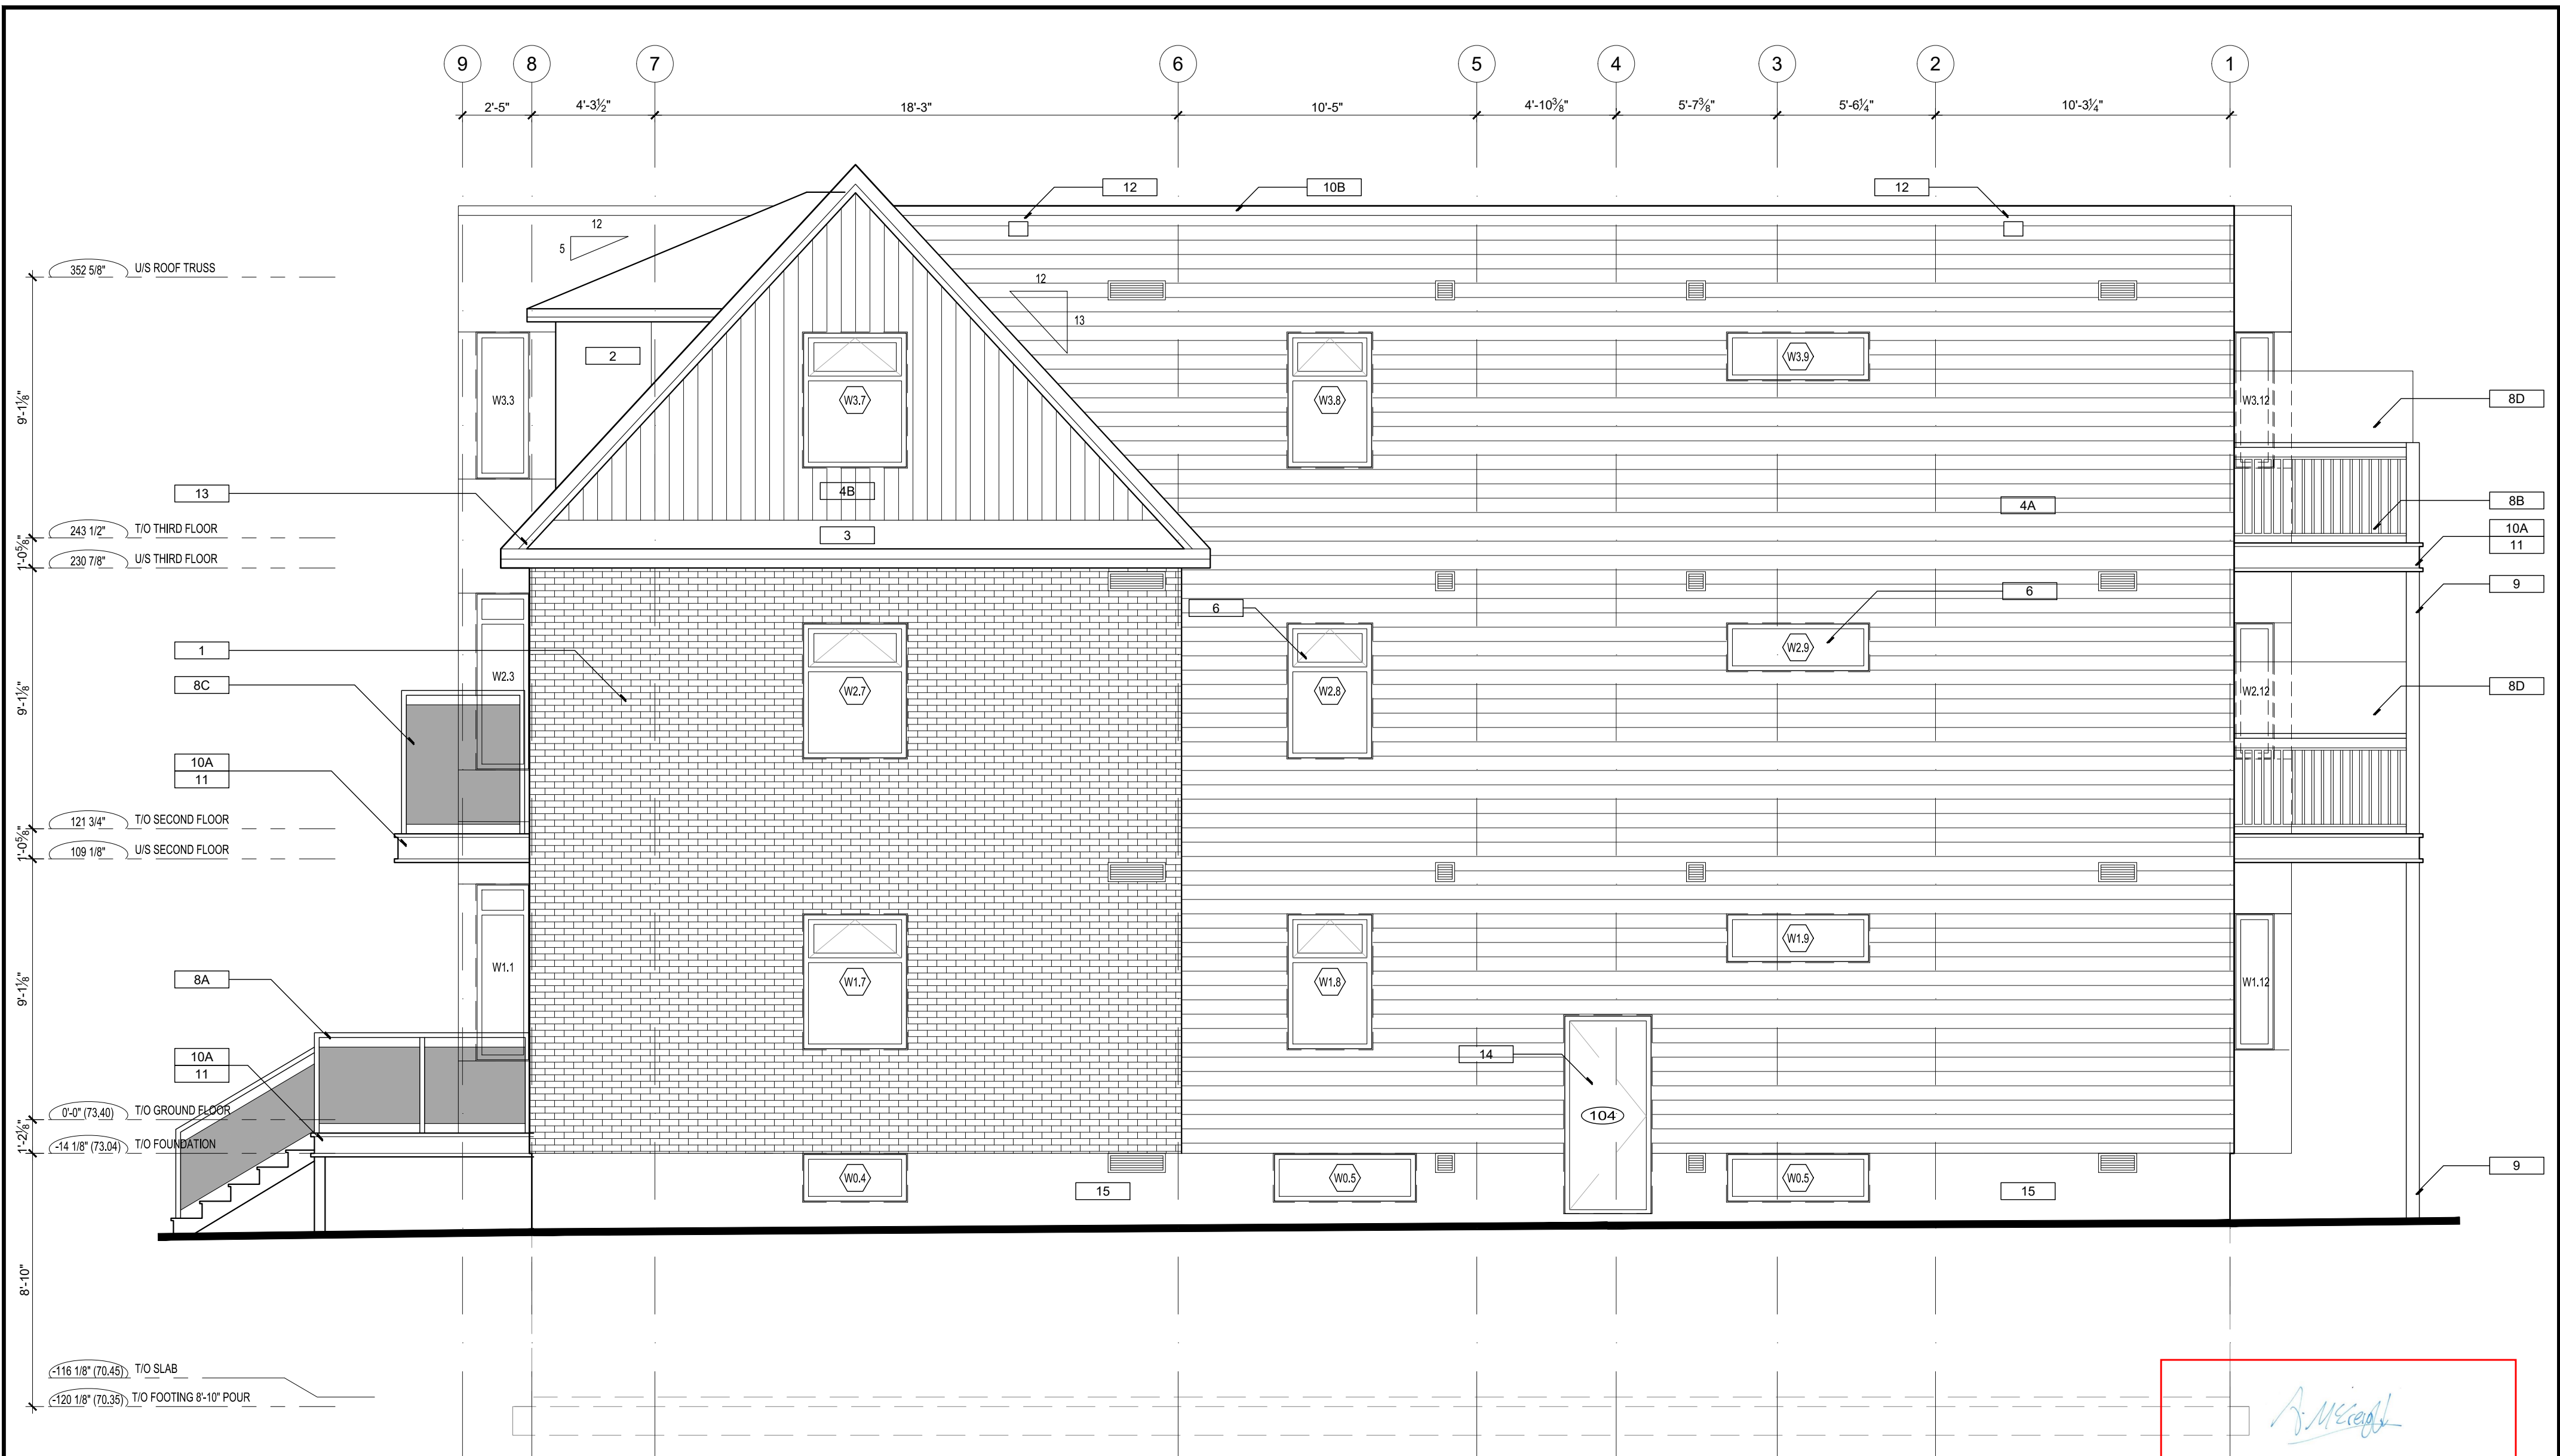 9 8 7 6 5 4 3 2 1
2'-5" 4'-3½" 18'-3" 10'-5" 4'-10⅜" 5'-7⅜" 5'-6¼" 10'-3¼"
12 10B 12
12
5
352 5/8" U/S ROOF TRUSS
12
13
2
W3.3 W3.7 W3.8 W3.9 W3.12
8D
9'-1⅛"
4B
13
4A
8B
243 1/2" T/O THIRD FLOOR
3
10A
11
1'-0⅝"
230 7/8" U/S THIRD FLOOR
9
6 6
1
W2.3 W2.7 W2.8 W2.9 W2.12
8C
8D
9'-1⅛"
10A
11
121 3/4" T/O SECOND FLOOR
1'-0⅝"
109 1/8" U/S SECOND FLOOR
W1.1 W1.7 W1.8 W1.9 W1.12
8A
9'-1⅛"
10A
11
14
104
0'-0" (73,40) T/O GROUND FLOOR
1'-2⅛"
-14 1/8" (73.04) T/O FOUNDATION
W0.4 W0.5 W0.5
15 15
9
8'-10"
-116 1/8" (70.45) T/O SLAB
-120 1/8" (70.35) T/O FOOTING 8'-10" POUR